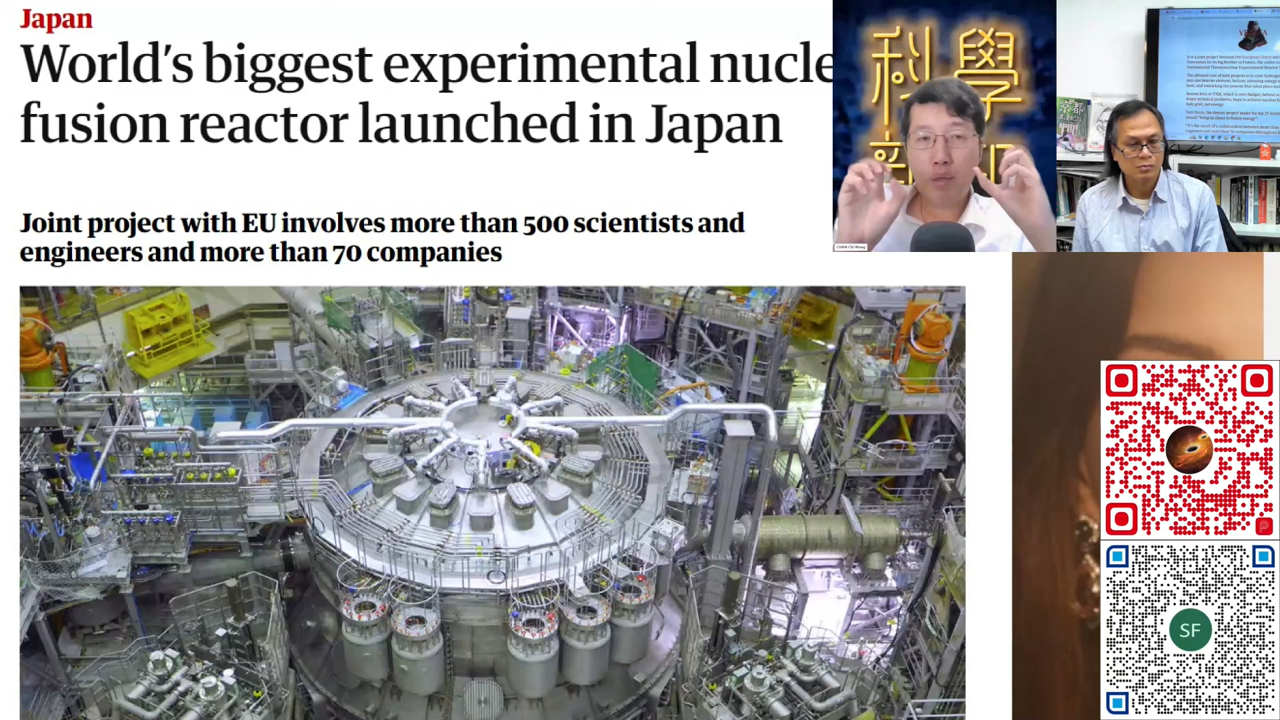 Japan
World's biggest experimental nucle
fusion reactor launched in Japan
Joint project with EU involves more than 500 scientists and
engineers and more than 70 companies
科學
SF